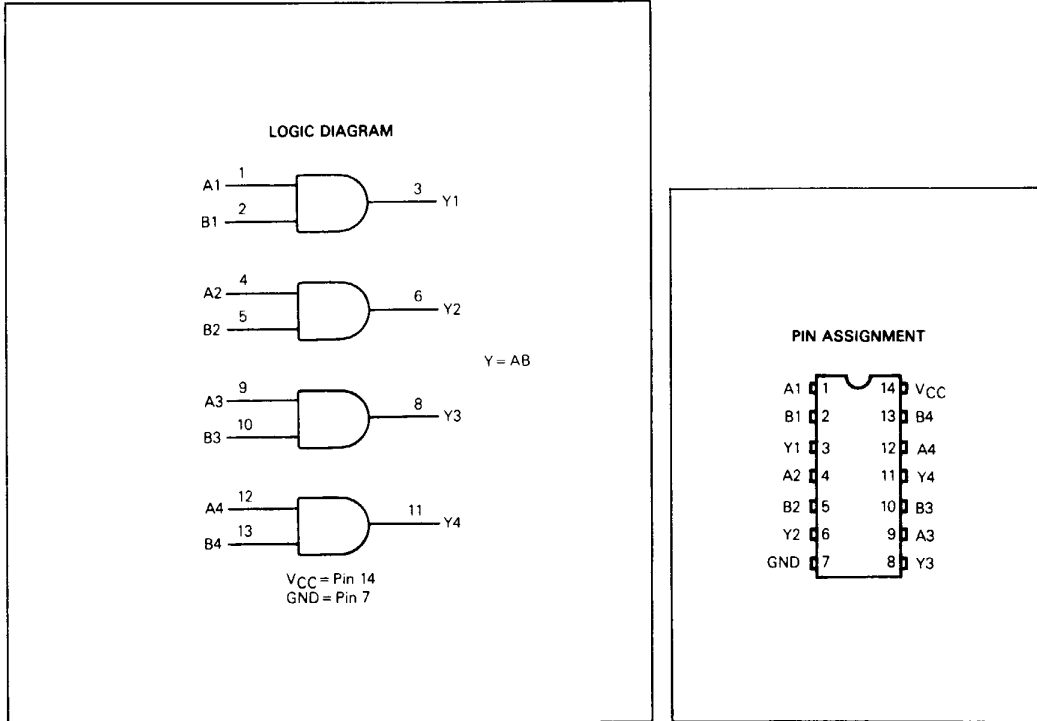 LOGIC DIAGRAM
A1 1
B1 2
3 Y1
A2 4
B2 5
6 Y2
Y = AB
A3 9
B3 10
8 Y3
A4 12
B4 13
11 Y4
VCC = Pin 14
GND = Pin 7
PIN ASSIGNMENT
A1 1 14 VCC
B1 2 13 B4
Y1 3 12 A4
A2 4 11 Y4
B2 5 10 B3
Y2 6 9 A3
GND 7 8 Y3